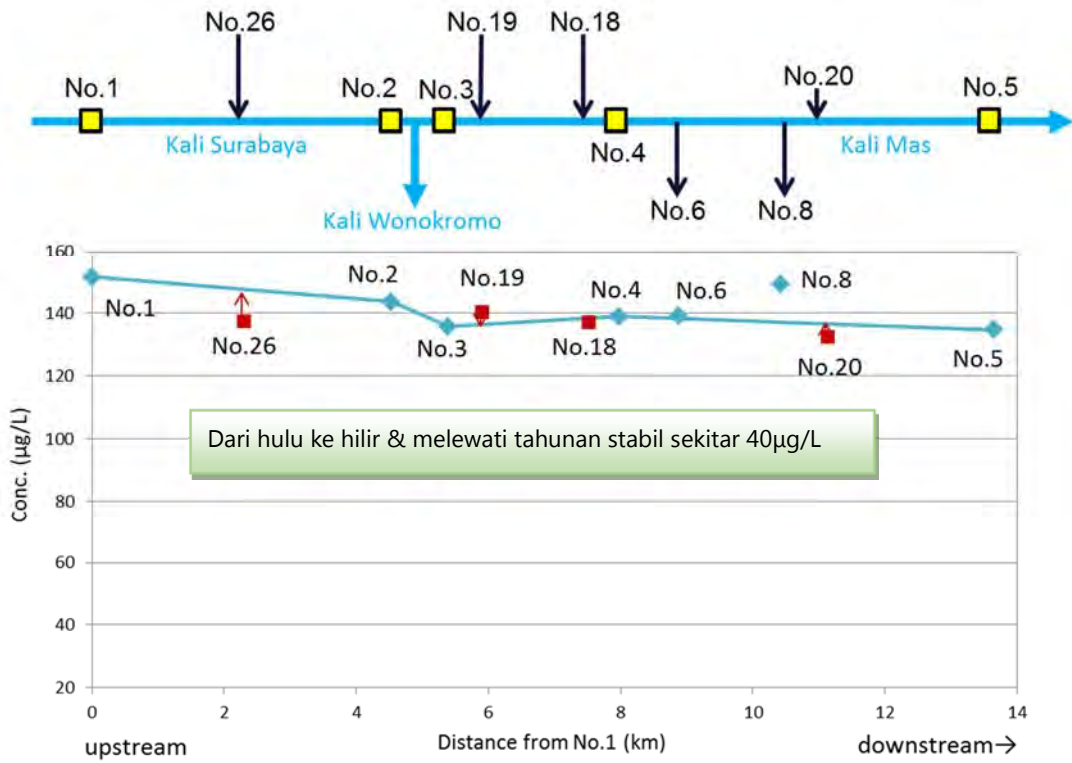 No.26
No.19
No.18
No.20
No.1
No.2
No.3
No.5
Kali Surabaya
No.4
Kali Mas
Kali Wonokromo
No.6
No.8
160
140
120
100
80
60
40
20
Conc. (µg/L)
No.1
No.26
No.2
No.3
No.19
No.18
No.4
No.6
No.8
No.20
No.5
Dari hulu ke hilir & melewati tahunan stabil sekitar 40µg/L
0 2 4 6 8 10 12 14
upstream Distance from No.1 (km) downstream→